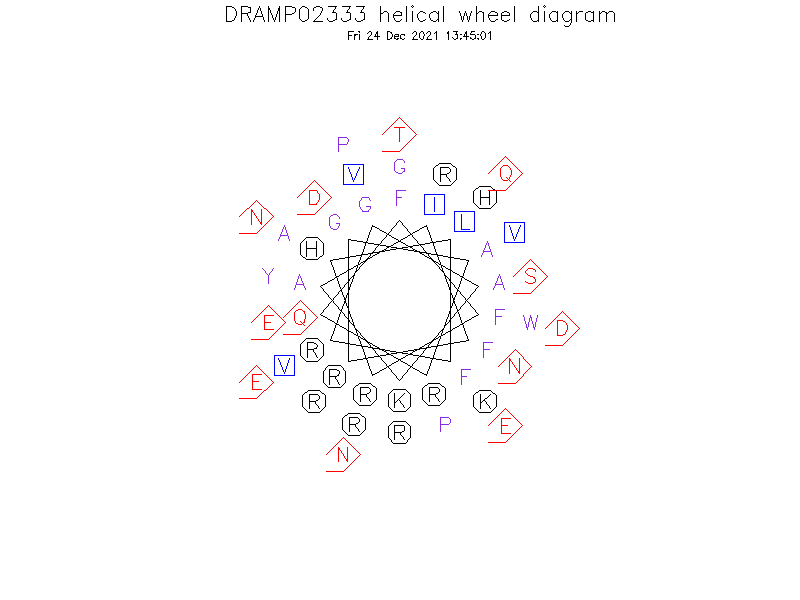 DRAMP02333 helical wheel diagram
Fri 24 Dec 2021 13:45:01
T
P
G
V
R
Q
D
G
F
I
H
N
G
L
V
A
H
A
Y
A
A
S
E
Q
F
W
D
R
F
V
N
E
R
F
R
R
K
R
K
R
R
P
E
N